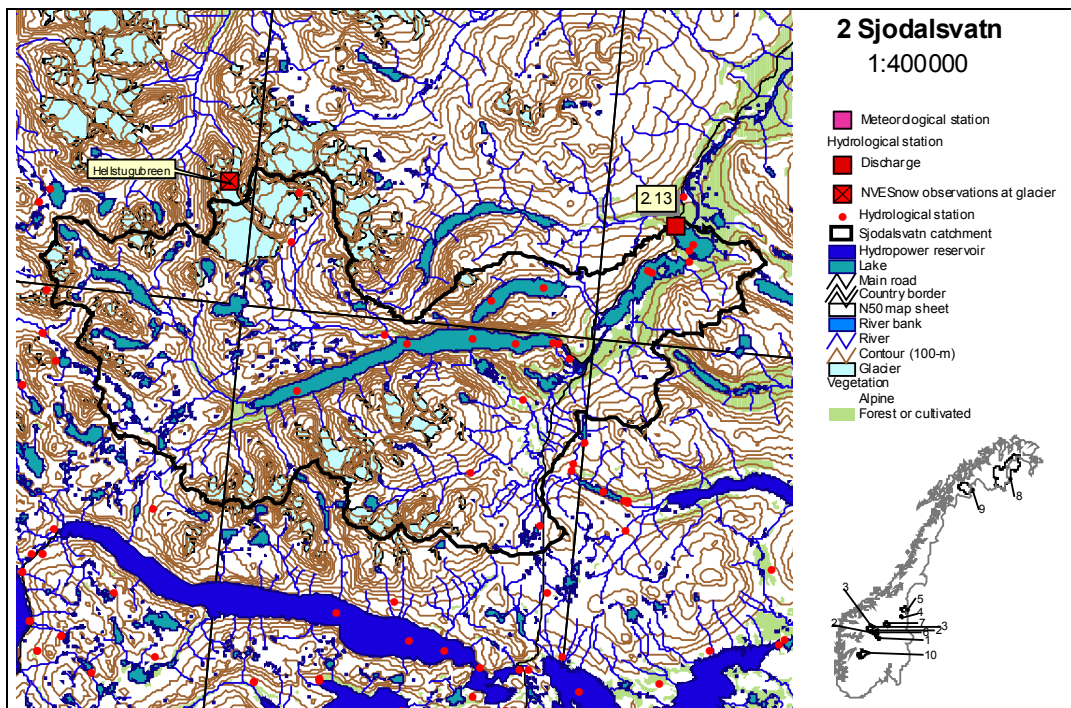 2 Sjodalsvatn
1:400000
Hellstugubreen
2.13
Meteorological station
Hydrological station
Discharge
NVESnow observations at glacier
Hydrological station
Sjodalsvatn catchment
Hydropower reservoir
Lake
Main road
Country border
N50 map sheet
River bank
River
Contour (100-m)
Glacier
Vegetation
Alpine
Forest or cultivated
8
9
3
5
4
2
7
3
6
2
1
10